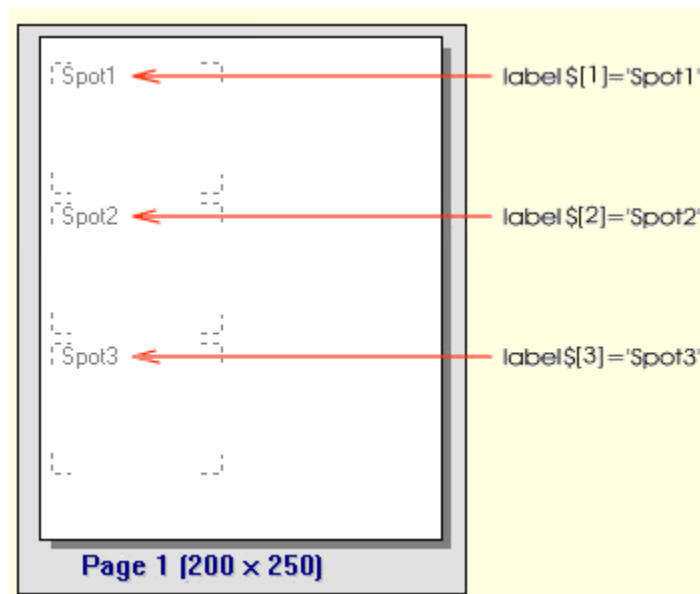 Spot1 label$[1]='Spot1'
Spot2 label$[2]='Spot2'
Spot3 label$[3]='Spot3'
Page 1 (200 x 250)